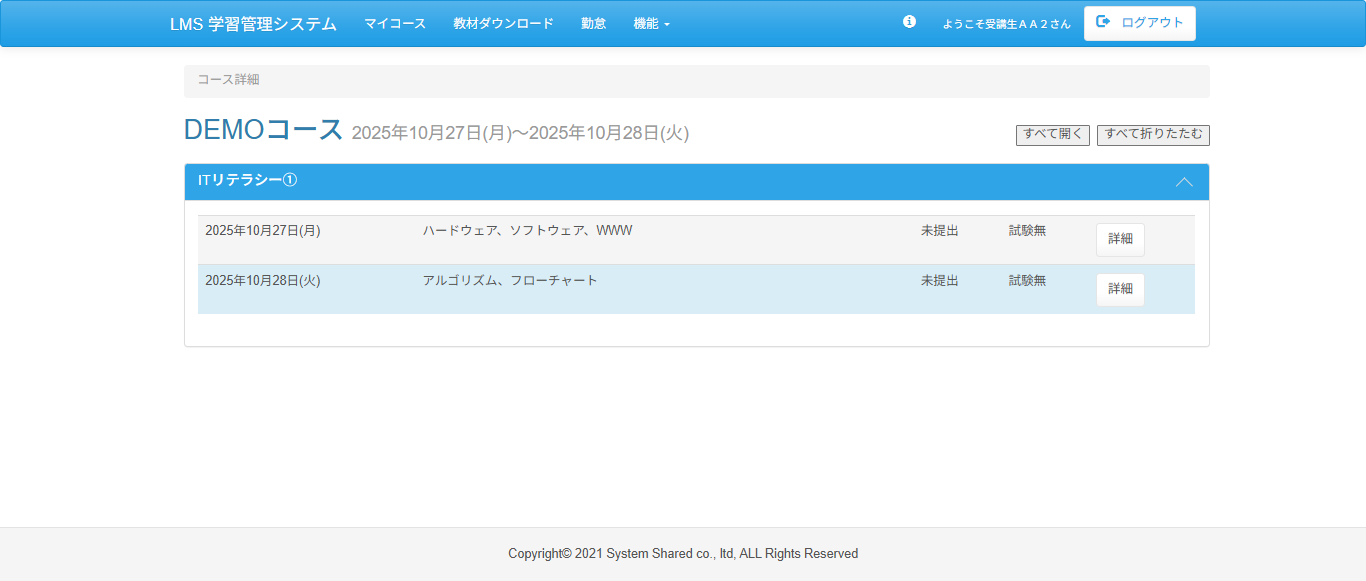 LMS 学習管理システム マイコース 教材ダウンロード 勤怠 機能 ようこそ受講生ＡＡ２さん ログアウト
コース詳細
DEMOコース 2025年10月27日(月)～2025年10月28日(火) すべて開く すべて折りたたむ
ITリテラシー①
2025年10月27日(月) ハードウェア、ソフトウェア、WWW 未提出 試験無 詳細
2025年10月28日(火) アルゴリズム、フローチャート 未提出 試験無 詳細
Copyright© 2021 System Shared co., ltd, ALL Rights Reserved